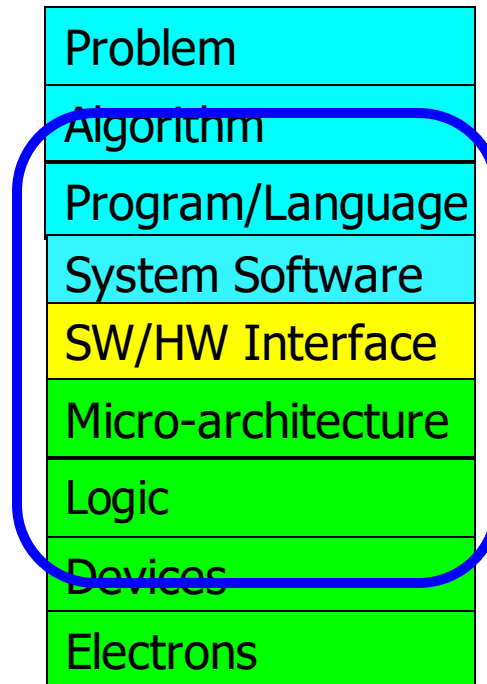 Problem
Algorithm
Program/Language
System Software
SW/HW Interface
Micro-architecture
Logic
Devices
Electrons